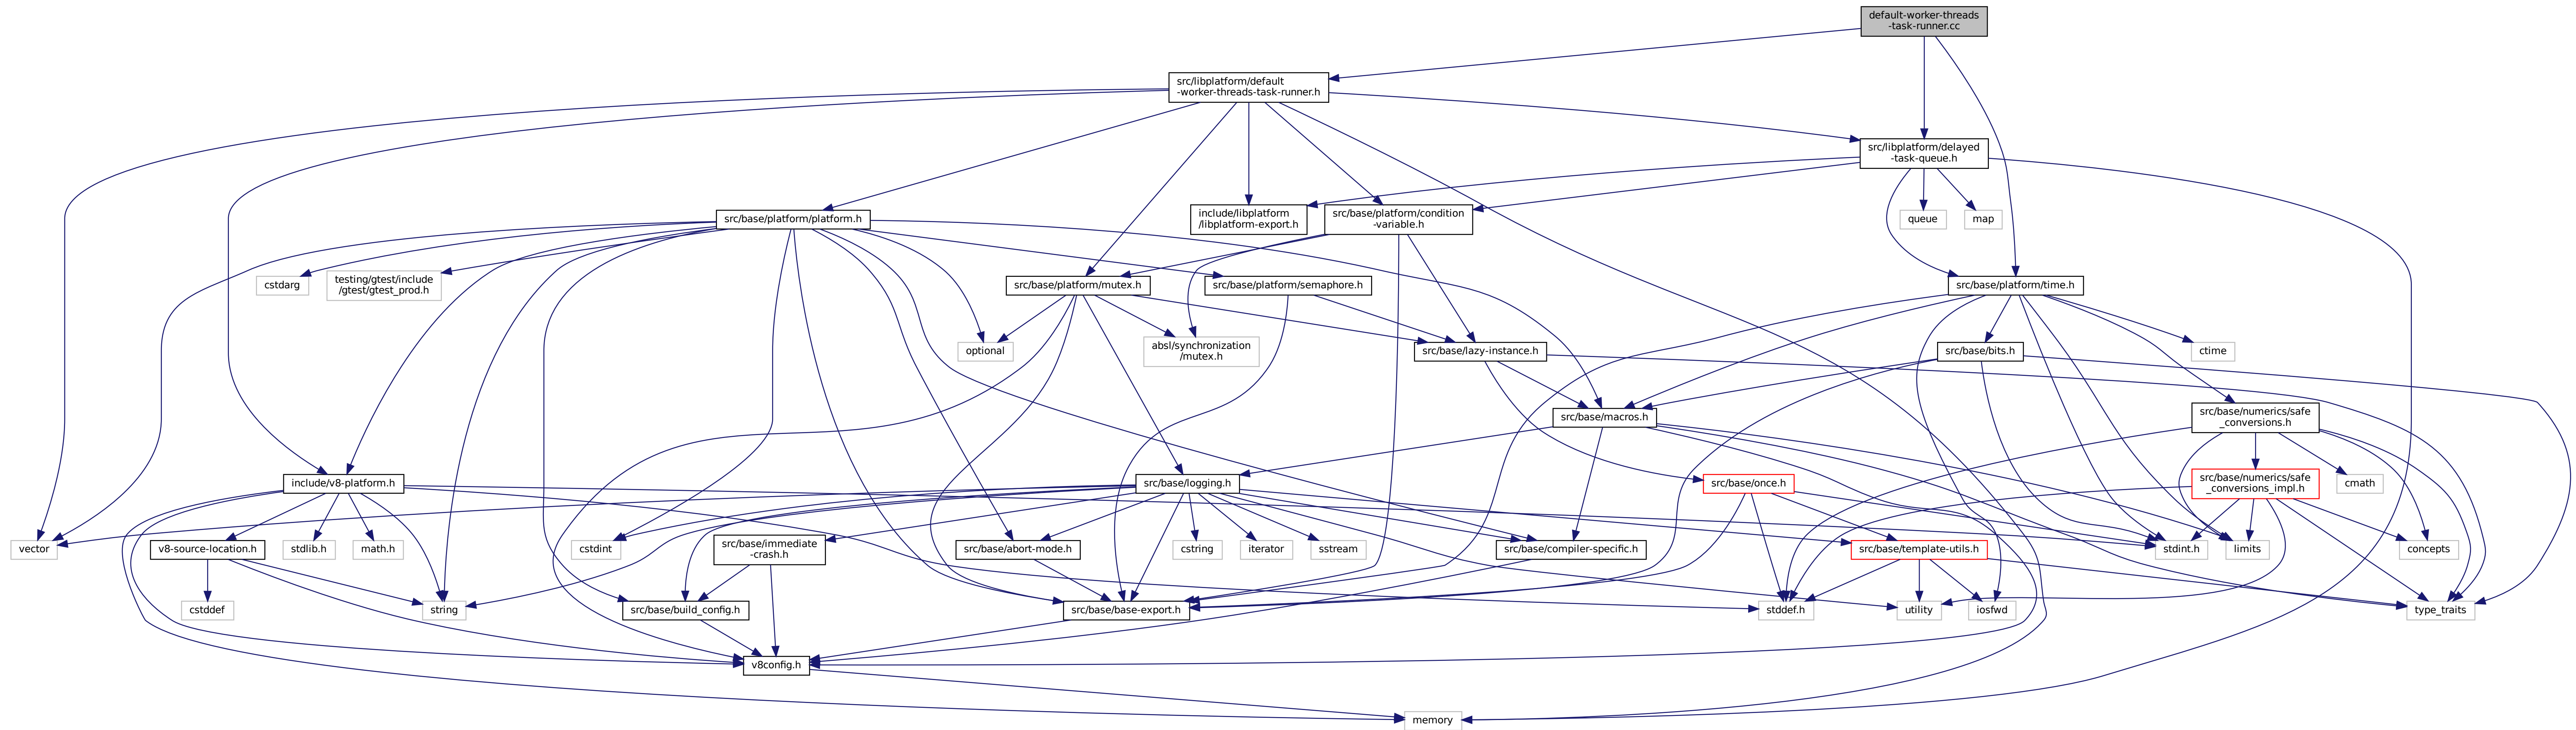 default-worker-threads
-task-runner.cc
src/libplatform/default
-worker-threads-task-runner.h
src/libplatform/delayed
-task-queue.h
src/base/platform/platform.h
include/libplatform
/libplatform-export.h
src/base/platform/condition
-variable.h
queue
map
cstdarg
testing/gtest/include
/gtest/gtest_prod.h
src/base/platform/mutex.h
src/base/platform/semaphore.h
src/base/platform/time.h
optional
absl/synchronization
/mutex.h
src/base/lazy-instance.h
src/base/bits.h
ctime
src/base/macros.h
src/base/numerics/safe
_conversions.h
include/v8-platform.h
src/base/logging.h
src/base/once.h
src/base/numerics/safe
_conversions_impl.h
cmath
vector
v8-source-location.h
stdlib.h
math.h
cstdint
src/base/immediate
-crash.h
src/base/abort-mode.h
cstring
iterator
sstream
src/base/compiler-specific.h
src/base/template-utils.h
stdint.h
limits
concepts
cstddef
string
src/base/build_config.h
src/base/base-export.h
stddef.h
utility
iosfwd
type_traits
v8config.h
memory